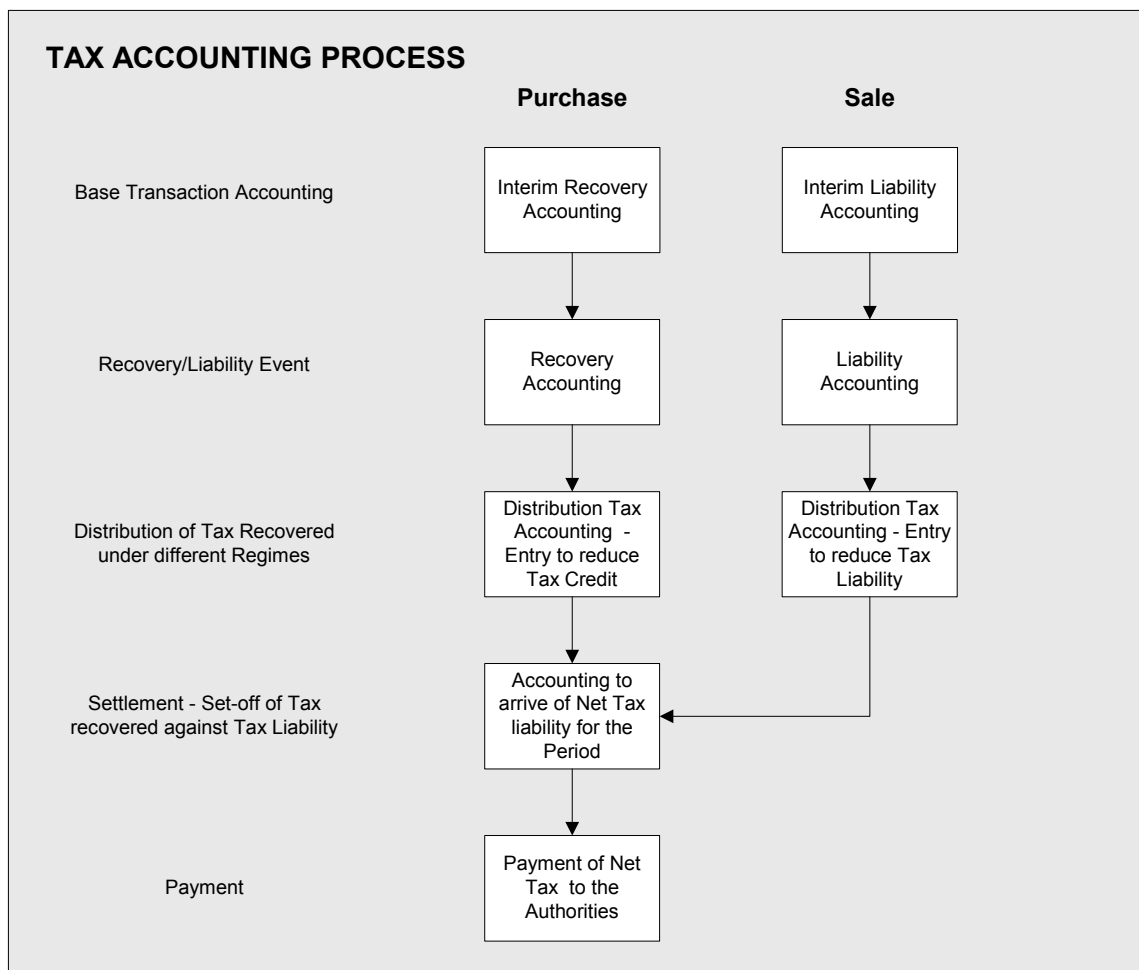 TAX ACCOUNTING PROCESS
Purchase
Sale
Base Transaction Accounting
Interim Recovery
Accounting
Interim Liability
Accounting
Recovery/Liability Event
Recovery
Accounting
Liability
Accounting
Distribution of Tax Recovered
under different Regimes
Distribution Tax
Accounting -
Entry to reduce
Tax Credit
Distribution Tax
Accounting - Entry
to reduce Tax
Liability
Settlement - Set-off of Tax
recovered against Tax Liability
Accounting to
arrive of Net Tax
liability for the
Period
Payment
Payment of Net
Tax to the
Authorities